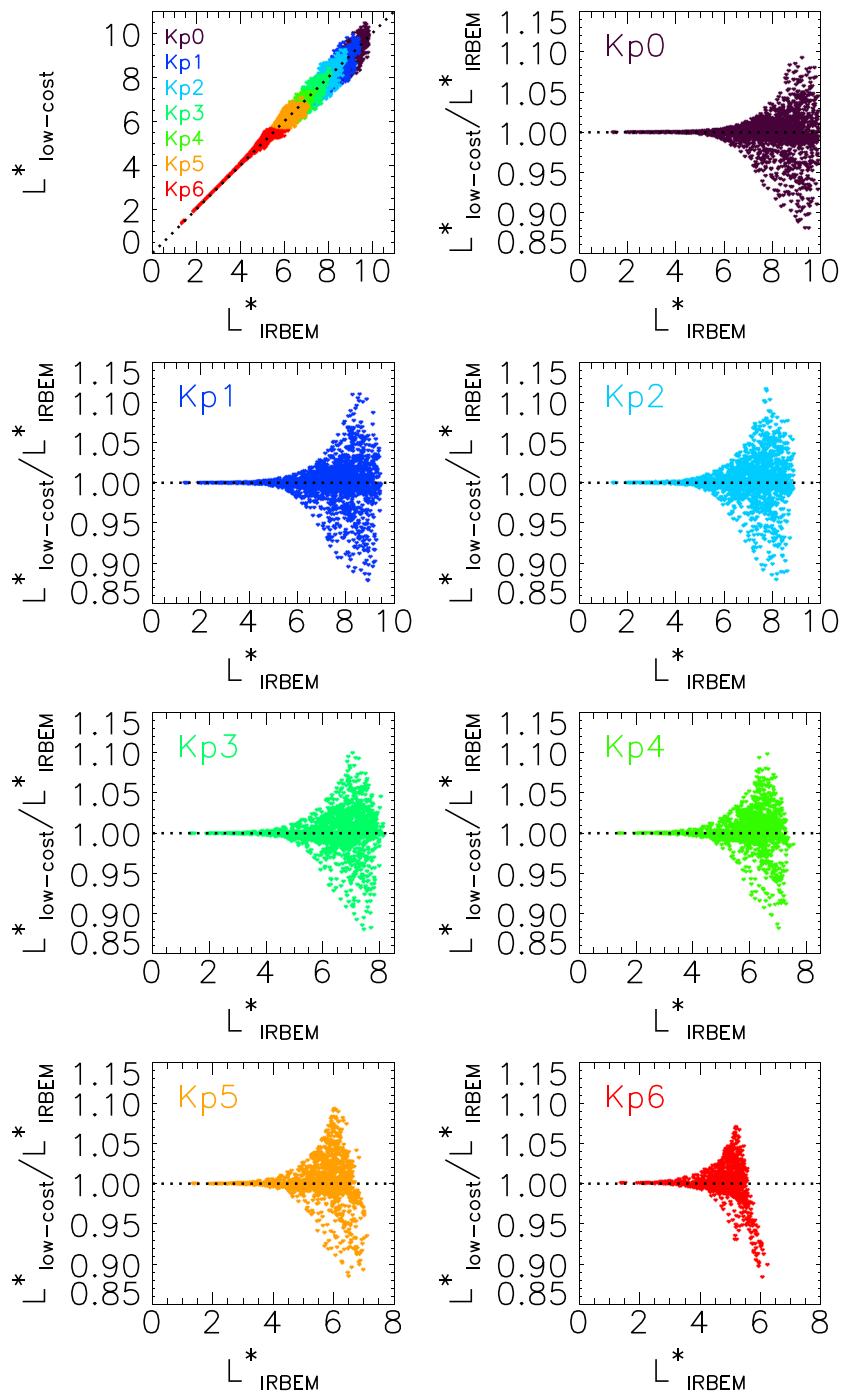 10
8
6
4
2
0
L* low-cost
Kp0
Kp1
Kp2
Kp3
Kp4
Kp5
Kp6
0 2 4 6 8 10
L* IRBEM
1.15
1.10
1.05
1.00
0.95
0.90
0.85
L* low-cost/L* IRBEM
Kp0
0 2 4 6 8 10
L* IRBEM
1.15
1.10
1.05
1.00
0.95
0.90
0.85
L* low-cost/L* IRBEM
Kp1
0 2 4 6 8 10
L* IRBEM
1.15
1.10
1.05
1.00
0.95
0.90
0.85
L* low-cost/L* IRBEM
Kp2
0 2 4 6 8 10
L* IRBEM
1.15
1.10
1.05
1.00
0.95
0.90
0.85
L* low-cost/L* IRBEM
Kp3
0 2 4 6 8
L* IRBEM
1.15
1.10
1.05
1.00
0.95
0.90
0.85
L* low-cost/L* IRBEM
Kp4
0 2 4 6 8
L* IRBEM
1.15
1.10
1.05
1.00
0.95
0.90
0.85
L* low-cost/L* IRBEM
Kp5
0 2 4 6 8
L* IRBEM
1.15
1.10
1.05
1.00
0.95
0.90
0.85
L* low-cost/L* IRBEM
Kp6
0 2 4 6 8
L* IRBEM